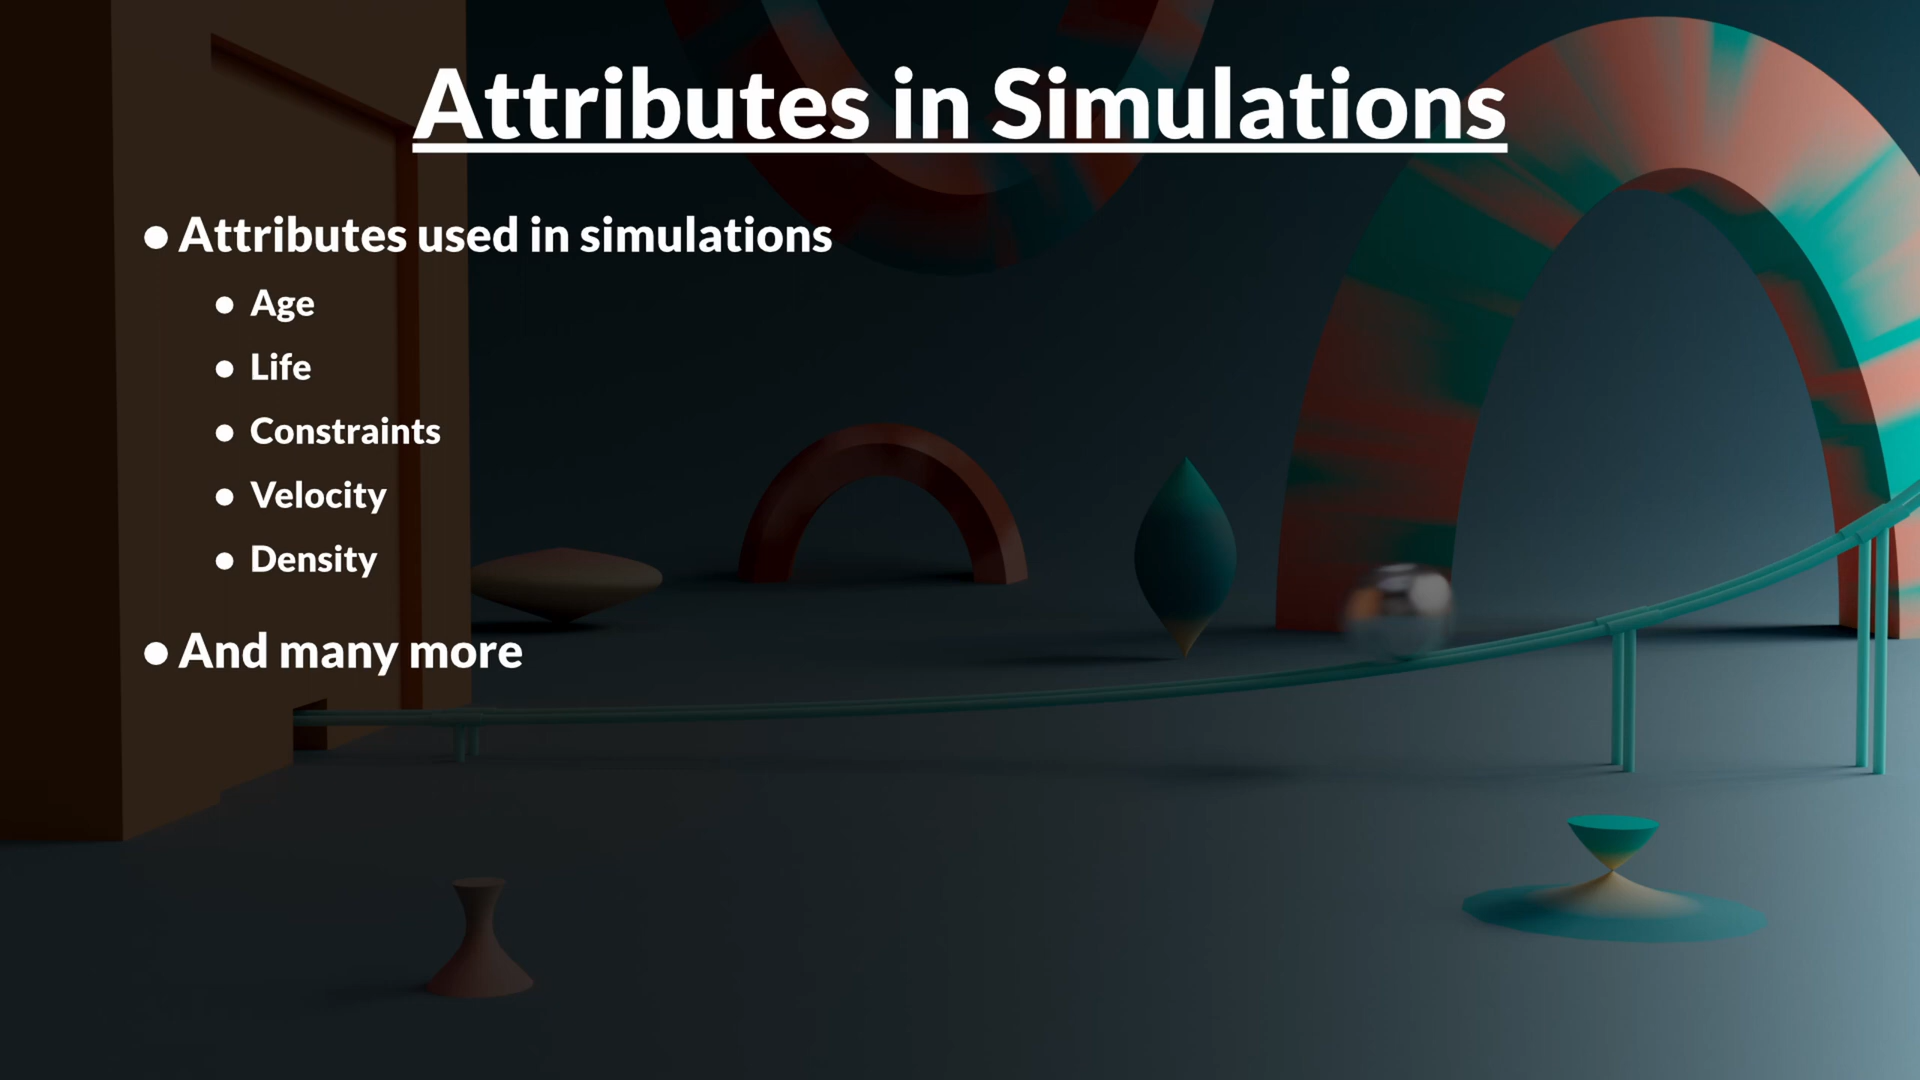 Attributes in Simulations
• Attributes used in simulations
• Age
• Life
• Constraints
• Velocity
• Density
• And many more